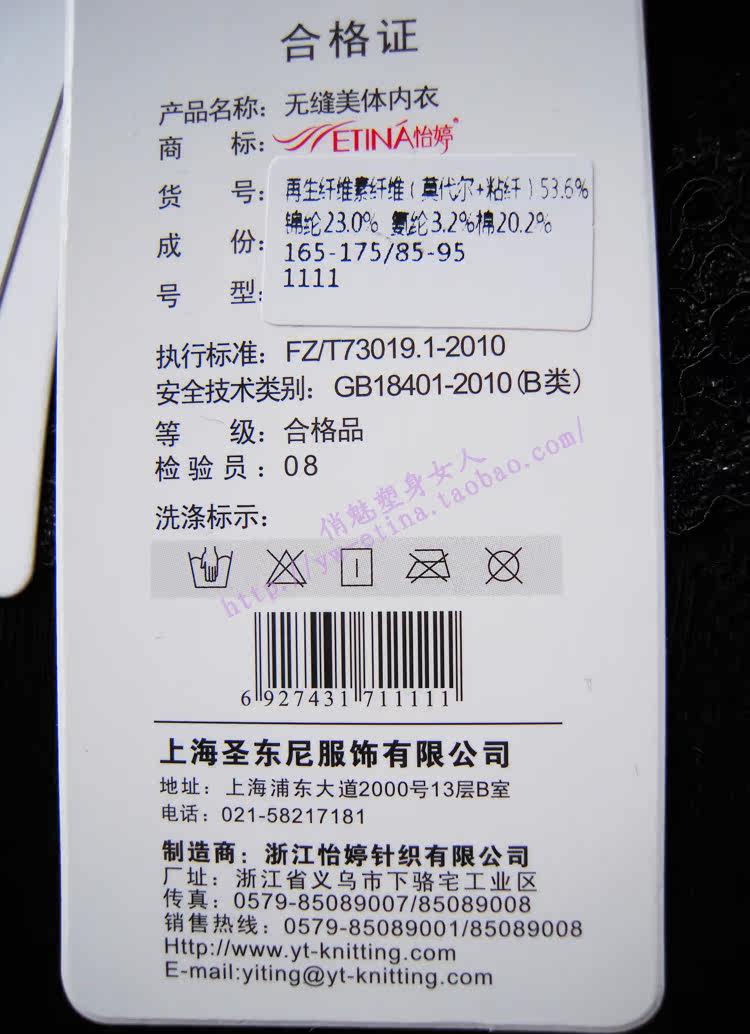 合格证
产品名称：无缝美体内衣
商 标：ETINÁ怡婷®
货 号：
成 份：
号 型：
再生纤维素纤维（莫代尔+粘纤）53.6%
锦纶23.0% 氨纶3.2%棉20.2%
165-175/85-95
1111
执行标准：FZ/T73019.1-2010
安全技术类别：GB18401-2010(B类)
等 级：合格品
检验员：08
洗涤标示：
俏魅塑身女人
http://yw-etina.taobao.com/
6 927431 711111
上海圣东尼服饰有限公司
地址：上海浦东大道2000号13层B室
电话：021-58217181
制造商：浙江怡婷针织有限公司
厂址：浙江省义乌市下骆宅工业区
传真：0579-85089007/85089008
销售热线：0579-85089001/85089008
Http://www.yt-knitting.com
E-mail:yiting@yt-knitting.com